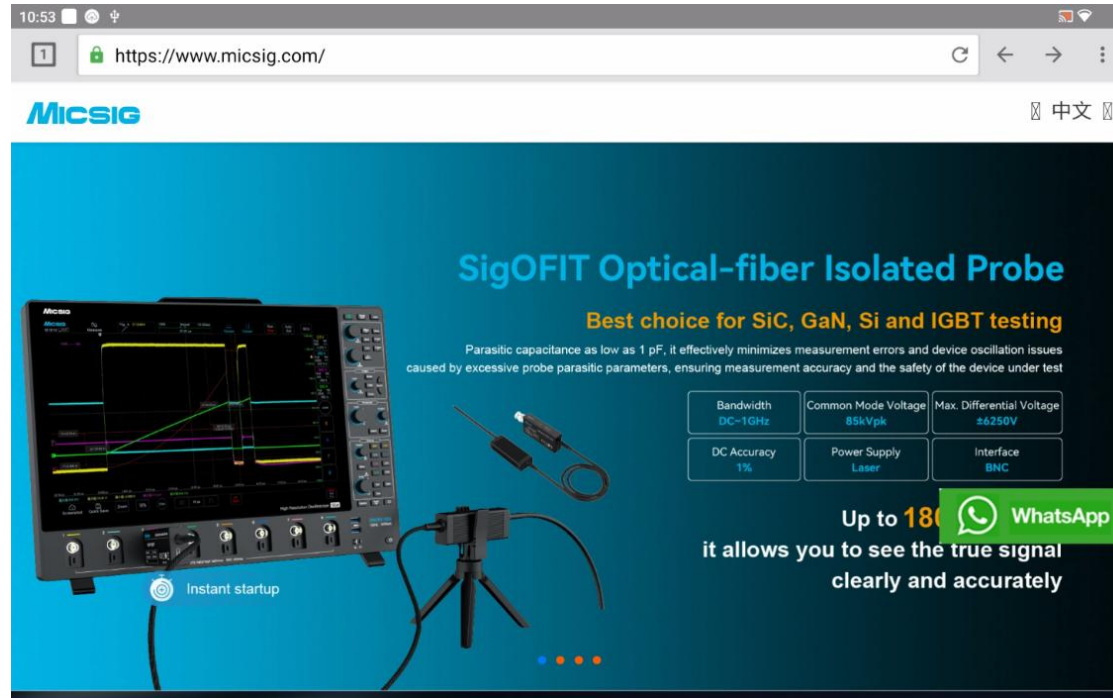 10:53
1
https://www.micsig.com/
MICSIG
中文
SigOFIT Optical-fiber Isolated Probe
Best choice for SiC, GaN, Si and IGBT testing
Parasitic capacitance as low as 1 pF, it effectively minimizes measurement errors and device oscillation issues
caused by excessive probe parasitic parameters, ensuring measurement accuracy and the safety of the device under test
Bandwidth
DC~1GHz
Common Mode Voltage
85kVpk
Max. Differential Voltage
±6250V
DC Accuracy
1%
Power Supply
Laser
Interface
BNC
Up to 18
WhatsApp
it allows you to see the true signal
clearly and accurately
MICSIG
Instant startup